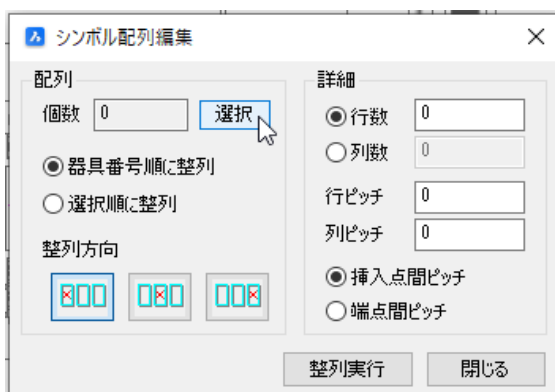 シンボル配列編集
配列
個数 0 選択
器具番号順に整列
選択順に整列
整列方向
詳細
行数 0
列数 0
行ピッチ 0
列ピッチ 0
挿入点間ピッチ
端点間ピッチ
整列実行 閉じる